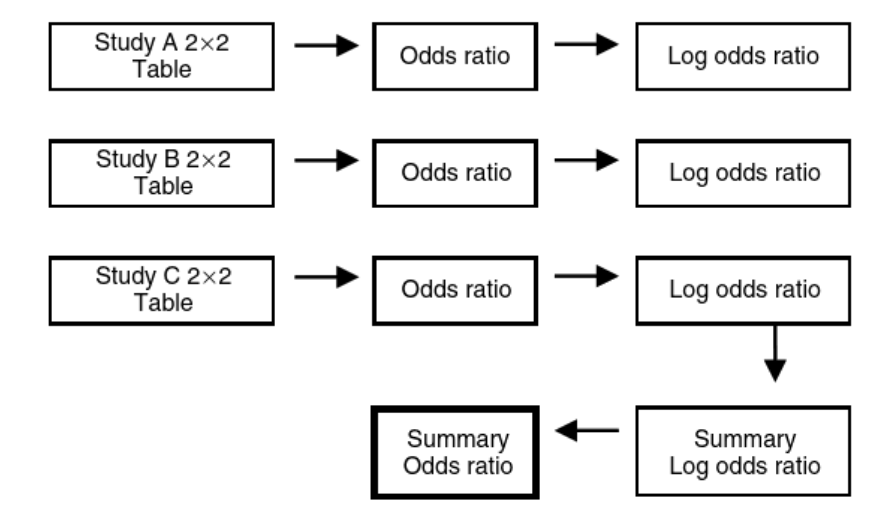 Study A 2×2
Table
Odds ratio
Log odds ratio
Study B 2×2
Table
Odds ratio
Log odds ratio
Study C 2×2
Table
Odds ratio
Log odds ratio
Summary
Odds ratio
Summary
Log odds ratio